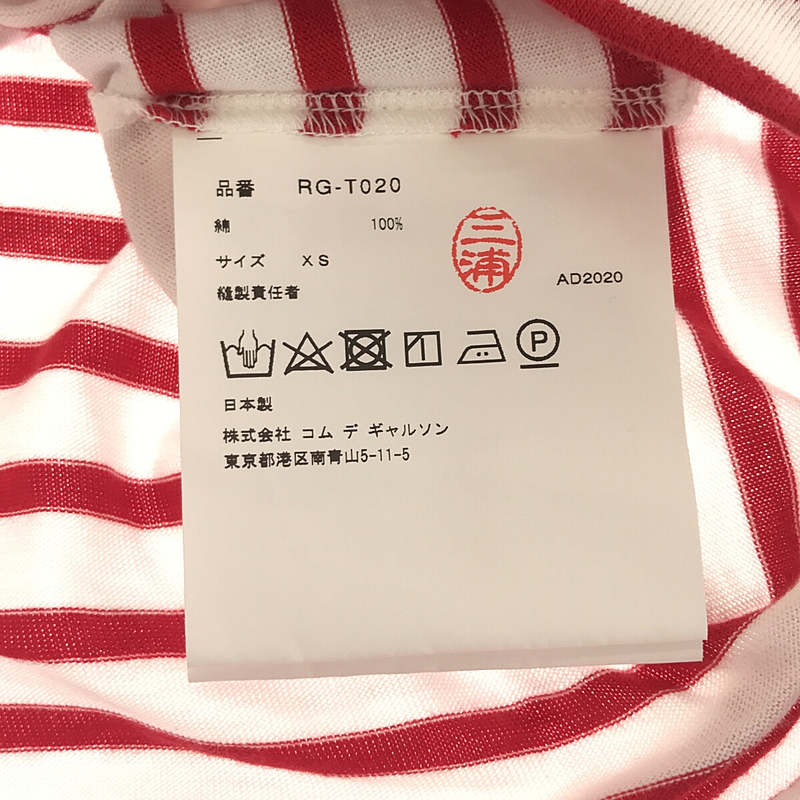 品番 RG-T020
綿 100%
サイズ XS
三浦
縫製責任者
AD2020
P
日本製
株式会社 コム デ ギャルソン
東京都港区南青山5-11-5